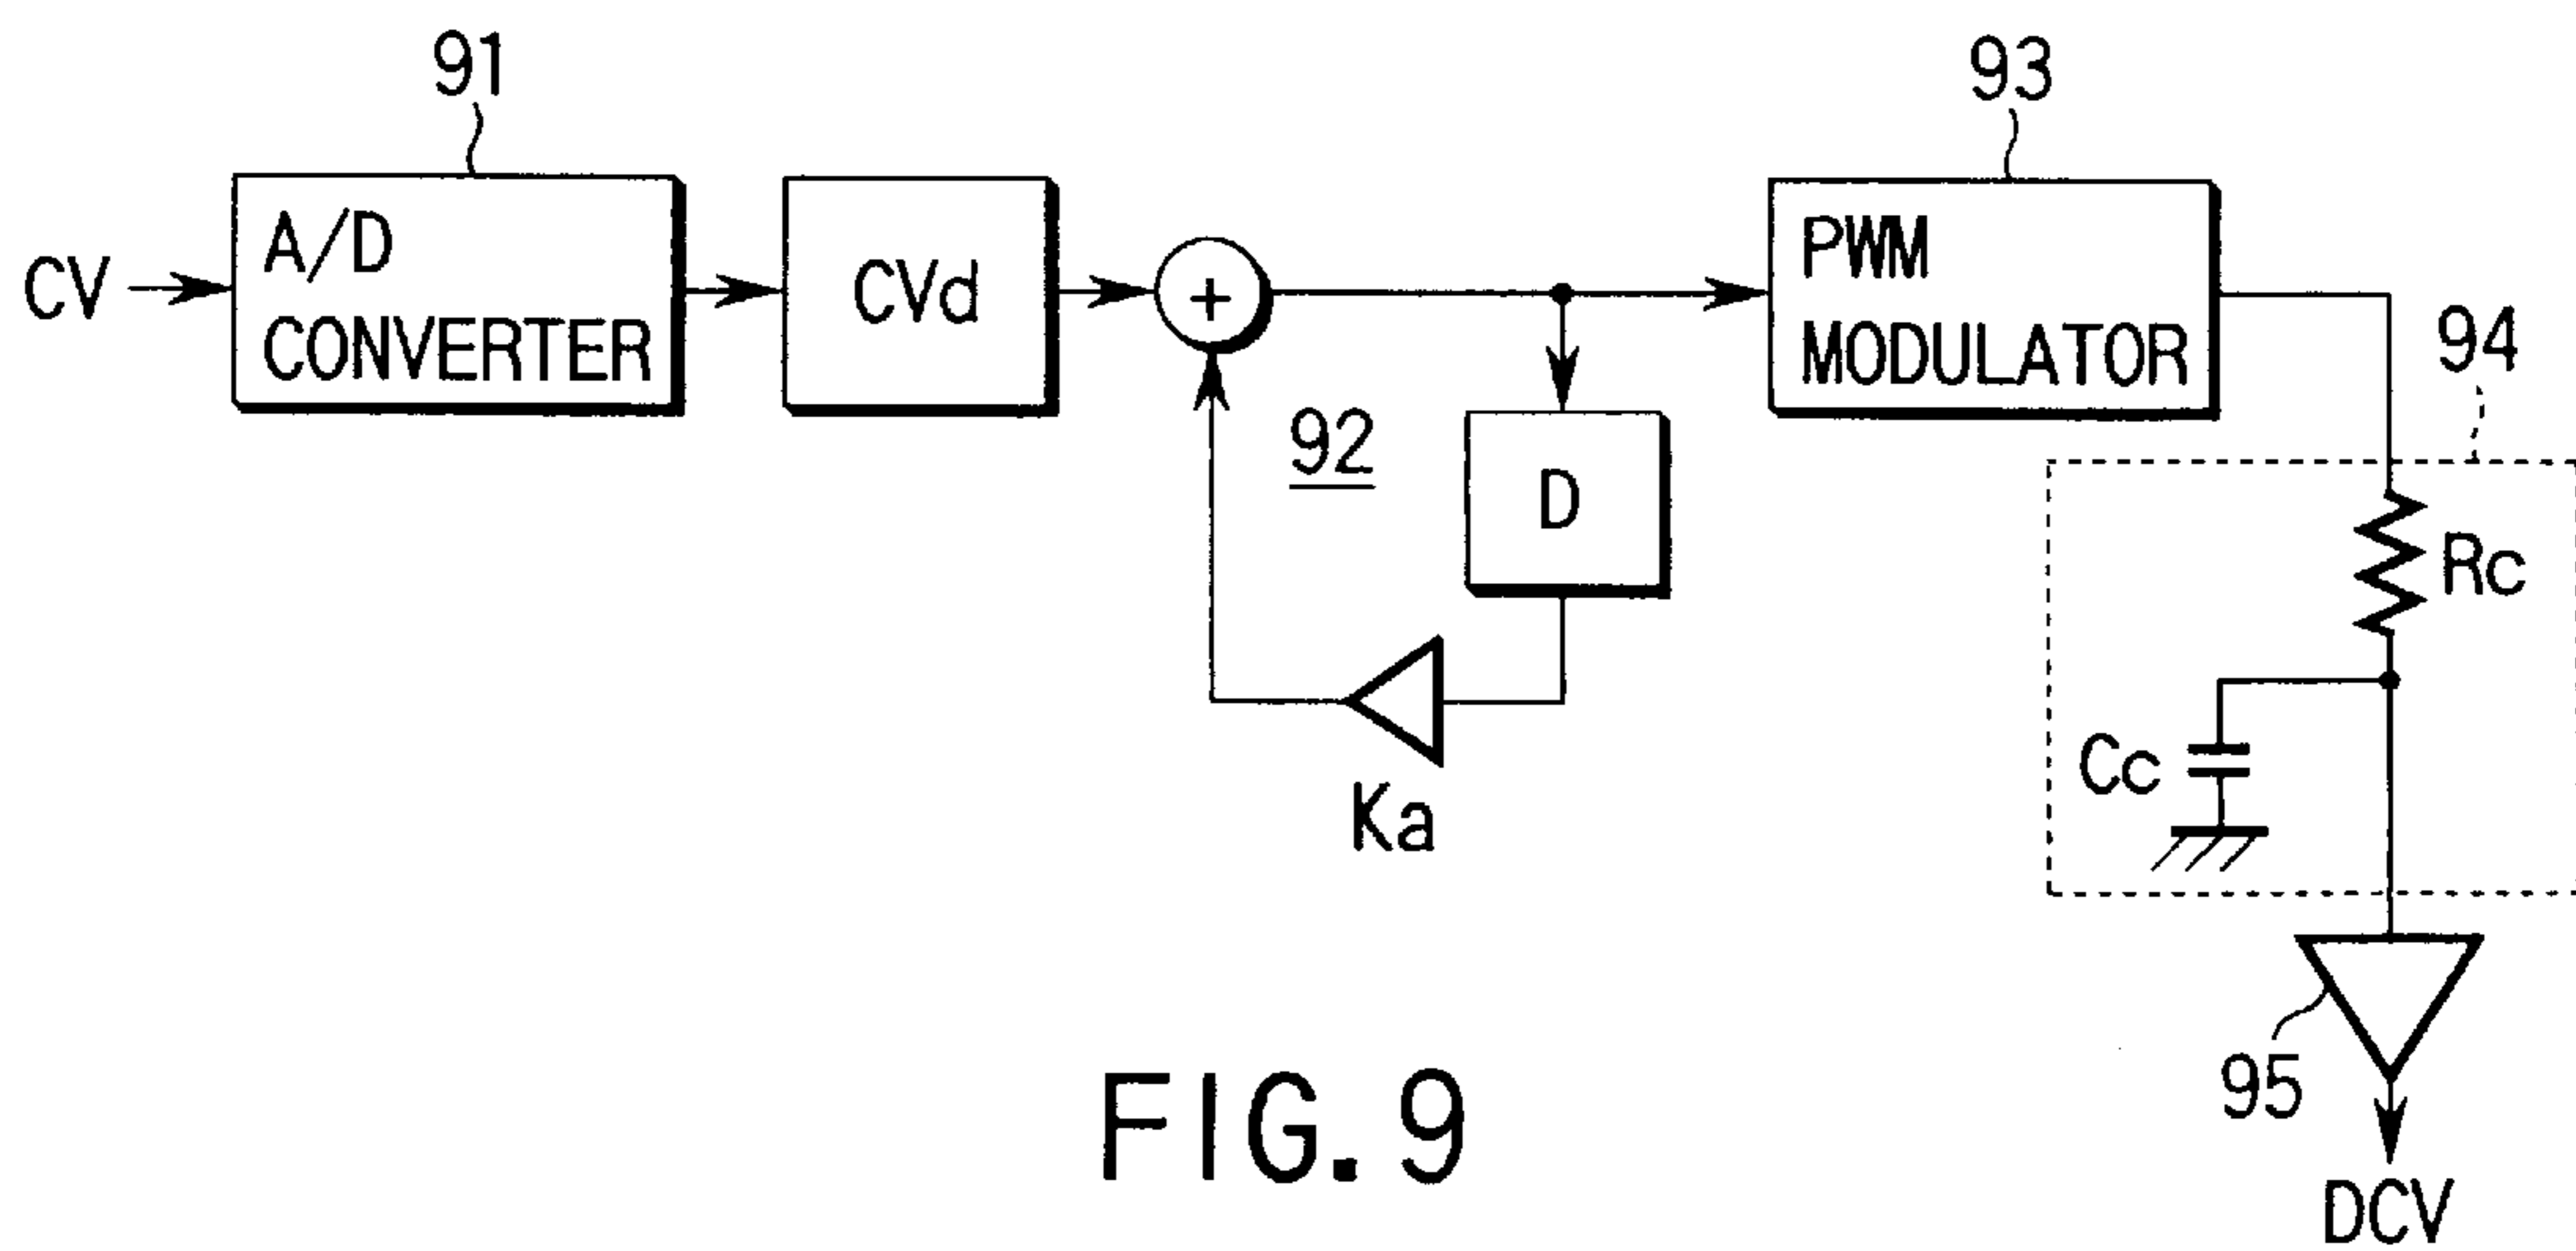 91
93
CV
A/D
CONVERTER
CVd
+
PWM
MODULATOR
94
92
D
Rc
Cc
Ka
95
FIG. 9
DCV